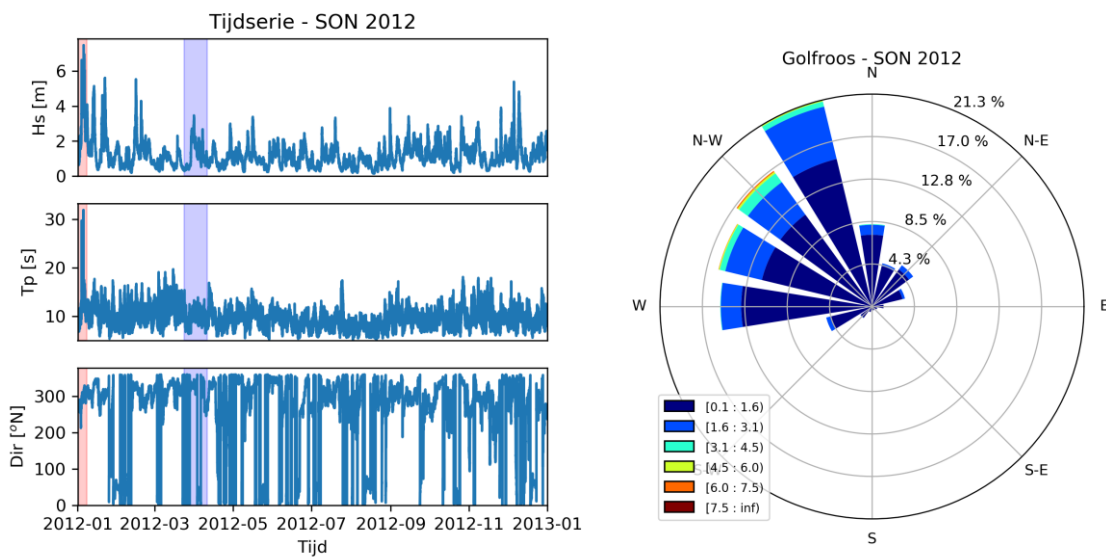 Tijdserie - SON 2012
Hs [m]
6
4
2
0
Tp [s]
30
20
10
Dir [°N]
300
200
100
0
2012-01 2012-03 2012-05 2012-07 2012-09 2012-11 2013-01
Tijd
Golfroos - SON 2012
N
N-W
N-E
W
E
S-E
S
21.3 %
17.0 %
12.8 %
8.5 %
4.3 %
[0.1 : 1.6)
[1.6 : 3.1)
[3.1 : 4.5)
[4.5 : 6.0)
[6.0 : 7.5)
[7.5 : inf)